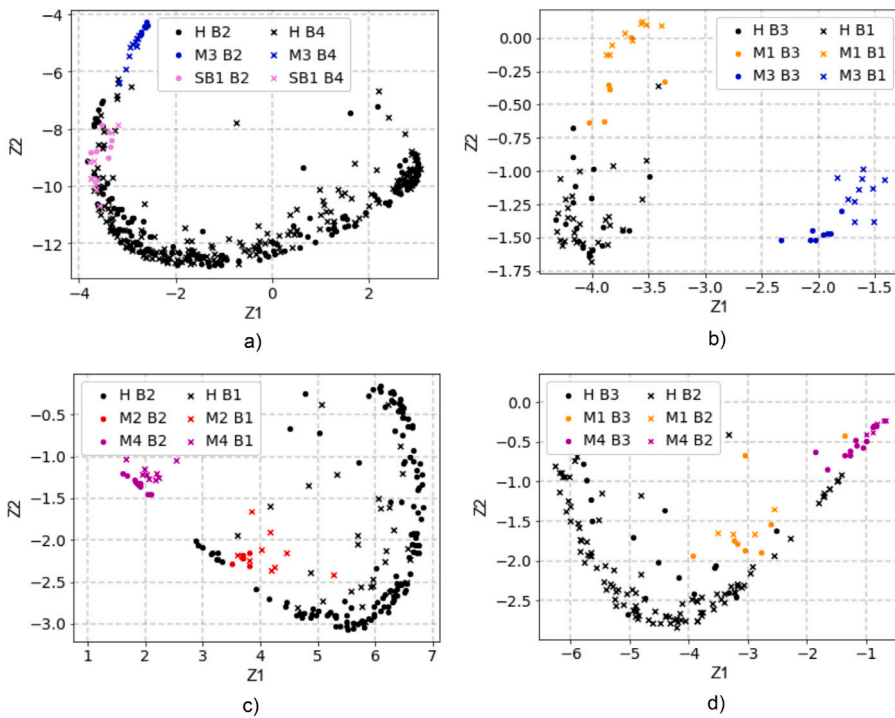 H B2 H B4
M3 B2 M3 B4
SB1 B2 SB1 B4
−4
−6
−8
−10
−12
Z2
−4 −2 0 2
Z1
a)
H B3 H B1
M1 B3 M1 B1
M3 B3 M3 B1
0.00
−0.25
−0.50
−0.75
−1.00
−1.25
−1.50
−1.75
Z2
−4.0 −3.5 −3.0 −2.5 −2.0 −1.5
Z1
b)
H B2 H B1
M2 B2 M2 B1
M4 B2 M4 B1
−0.5
−1.0
−1.5
−2.0
−2.5
−3.0
Z2
1 2 3 4 5 6 7
Z1
c)
H B3 H B2
M1 B3 M1 B2
M4 B3 M4 B2
0.0
−0.5
−1.0
−1.5
−2.0
−2.5
Z2
−6 −5 −4 −3 −2 −1
Z1
d)